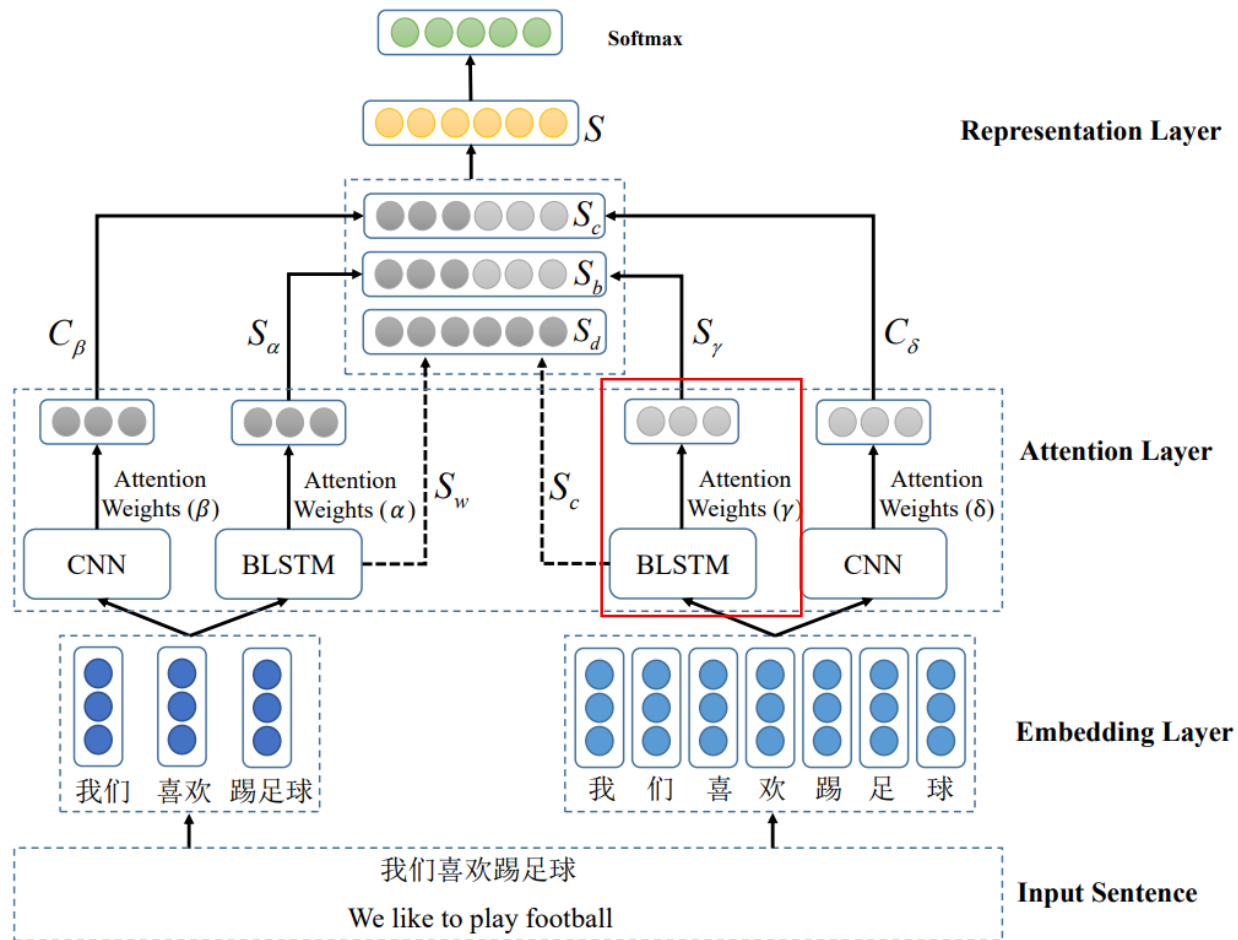 Softmax
S
Representation Layer
S_c
S_b
S_d
C_β
S_α
S_γ
C_δ
Attention Layer
Attention
Weights (β)
Attention
Weights (α)
S_w
S_c
Attention
Weights (γ)
Attention
Weights (δ)
CNN
BLSTM
BLSTM
CNN
Embedding Layer
我们 喜欢 踢足球
我 们 喜 欢 踢 足 球
我们喜欢踢足球
We like to play football
Input Sentence